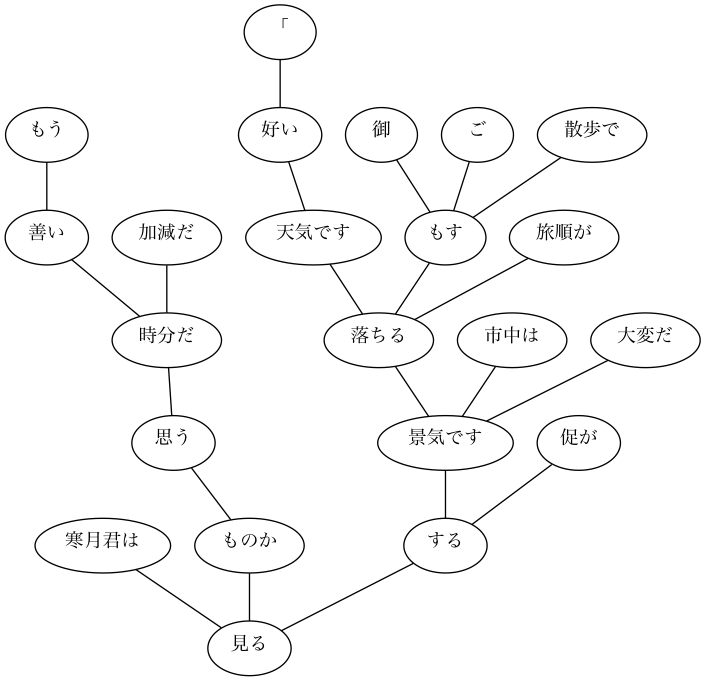 「
もう
好い
御
ご
散歩で
善い
加減だ
天気です
もす
旅順が
時分だ
落ちる
市中は
大変だ
思う
景気です
促が
寒月君は
ものか
する
見る